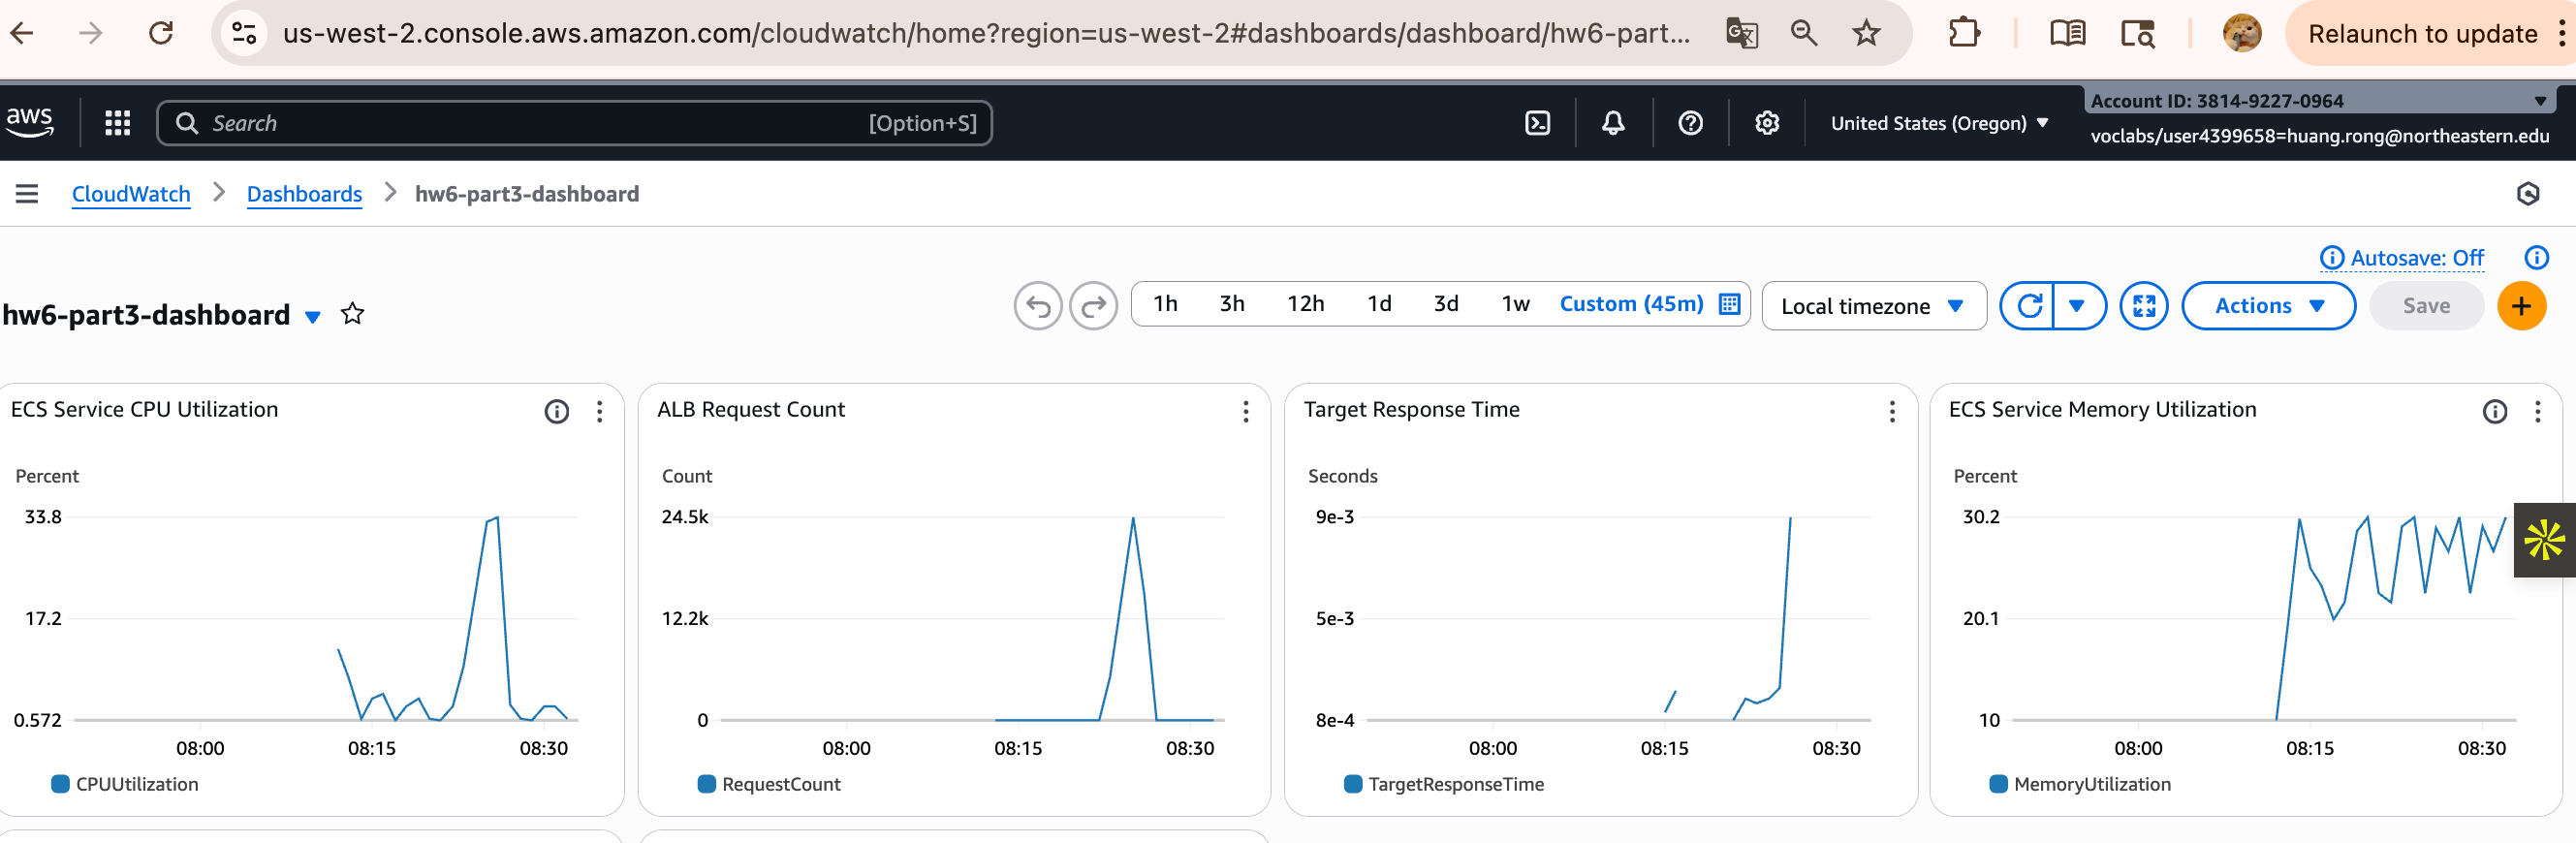 us-west-2.console.aws.amazon.com/cloudwatch/home?region=us-west-2#dashboards/dashboard/hw6-part...
Relaunch to update
aws
Search
[Option+S]
United States (Oregon)
Account ID: 3814-9227-0964
voclabs/user4399658=huang.rong@northeastern.edu
CloudWatch
Dashboards
hw6-part3-dashboard
Autosave: Off
hw6-part3-dashboard
1h
3h
12h
1d
3d
1w
Custom (45m)
Local timezone
Actions
Save
ECS Service CPU Utilization
Percent
33.8
17.2
0.572
08:00
08:15
08:30
CPUUtilization
ALB Request Count
Count
24.5k
12.2k
0
08:00
08:15
08:30
RequestCount
Target Response Time
Seconds
9e-3
5e-3
8e-4
08:00
08:15
08:30
TargetResponseTime
ECS Service Memory Utilization
Percent
30.2
20.1
10
08:00
08:15
08:30
MemoryUtilization